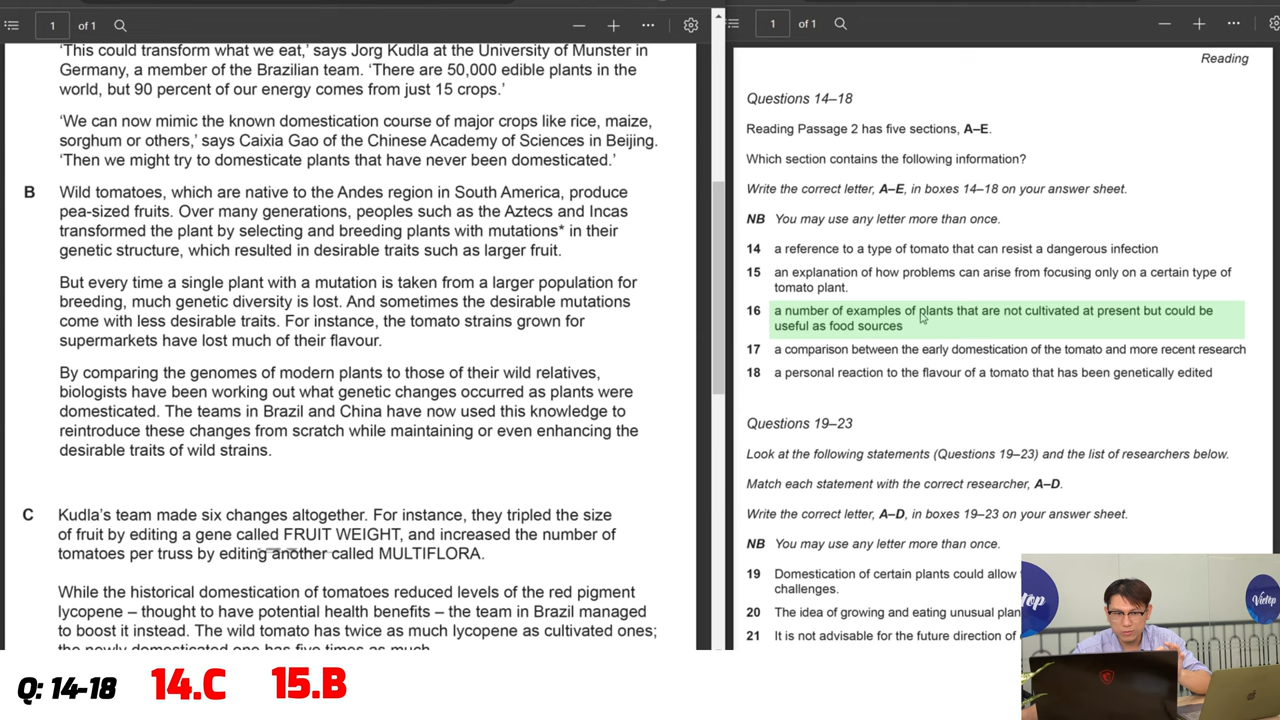 1 of 1
'This could transform what we eat,' says Jorg Kudla at the University of Munster in
Germany, a member of the Brazilian team. 'There are 50,000 edible plants in the
world, but 90 percent of our energy comes from just 15 crops.'
'We can now mimic the known domestication course of major crops like rice, maize,
sorghum or others,' says Caixia Gao of the Chinese Academy of Sciences in Beijing.
'Then we might try to domesticate plants that have never been domesticated.'
B Wild tomatoes, which are native to the Andes region in South America, produce
pea-sized fruits. Over many generations, peoples such as the Aztecs and Incas
transformed the plant by selecting and breeding plants with mutations* in their
genetic structure, which resulted in desirable traits such as larger fruit.
But every time a single plant with a mutation is taken from a larger population for
breeding, much genetic diversity is lost. And sometimes the desirable mutations
come with less desirable traits. For instance, the tomato strains grown for
supermarkets have lost much of their flavour.
By comparing the genomes of modern plants to those of their wild relatives,
biologists have been working out what genetic changes occurred as plants were
domesticated. The teams in Brazil and China have now used this knowledge to
reintroduce these changes from scratch while maintaining or even enhancing the
desirable traits of wild strains.
C Kudla's team made six changes altogether. For instance, they tripled the size
of fruit by editing a gene called FRUIT WEIGHT, and increased the number of
tomatoes per truss by editing another called MULTIFLORA.
While the historical domestication of tomatoes reduced levels of the red pigment
lycopene – thought to have potential health benefits – the team in Brzil managed
to boost it instead. The wild tomato has twice as much lycopene as cultivated ones;
the newly domesticated one has five times as much.
1 of 1
Reading
Questions 14–18
Reading Passage 2 has five sections, A–E.
Which section contains the following information?
Write the correct letter, A–E, in boxes 14–18 on your answer sheet.
NB You may use any letter more than once.
14 a reference to a type of tomato that can resist a dangerous infection
15 an explanation of how problems can arise from focusing only on a certain type of
tomato plant.
16 a number of examples of plants that are not cultivated at present but could be
useful as food sources
17 a comparison between the early domestication of the tomato and more recent research
18 a personal reaction to the flavour of a tomato that has been genetically edited
Questions 19–23
Look at the following statements (Questions 19–23) and the list of researchers below.
Match each statement with the correct researcher, A–D.
Write the correct letter, A–D, in boxes 19–23 on your answer sheet.
NB You may use any letter more than once.
19 Domestication of certain plants could allow
challenges.
20 The idea of growing and eating unusual plan
21 It is not advisable for the future direction of
top
VieTop
Q: 14-18 14.C 15.B